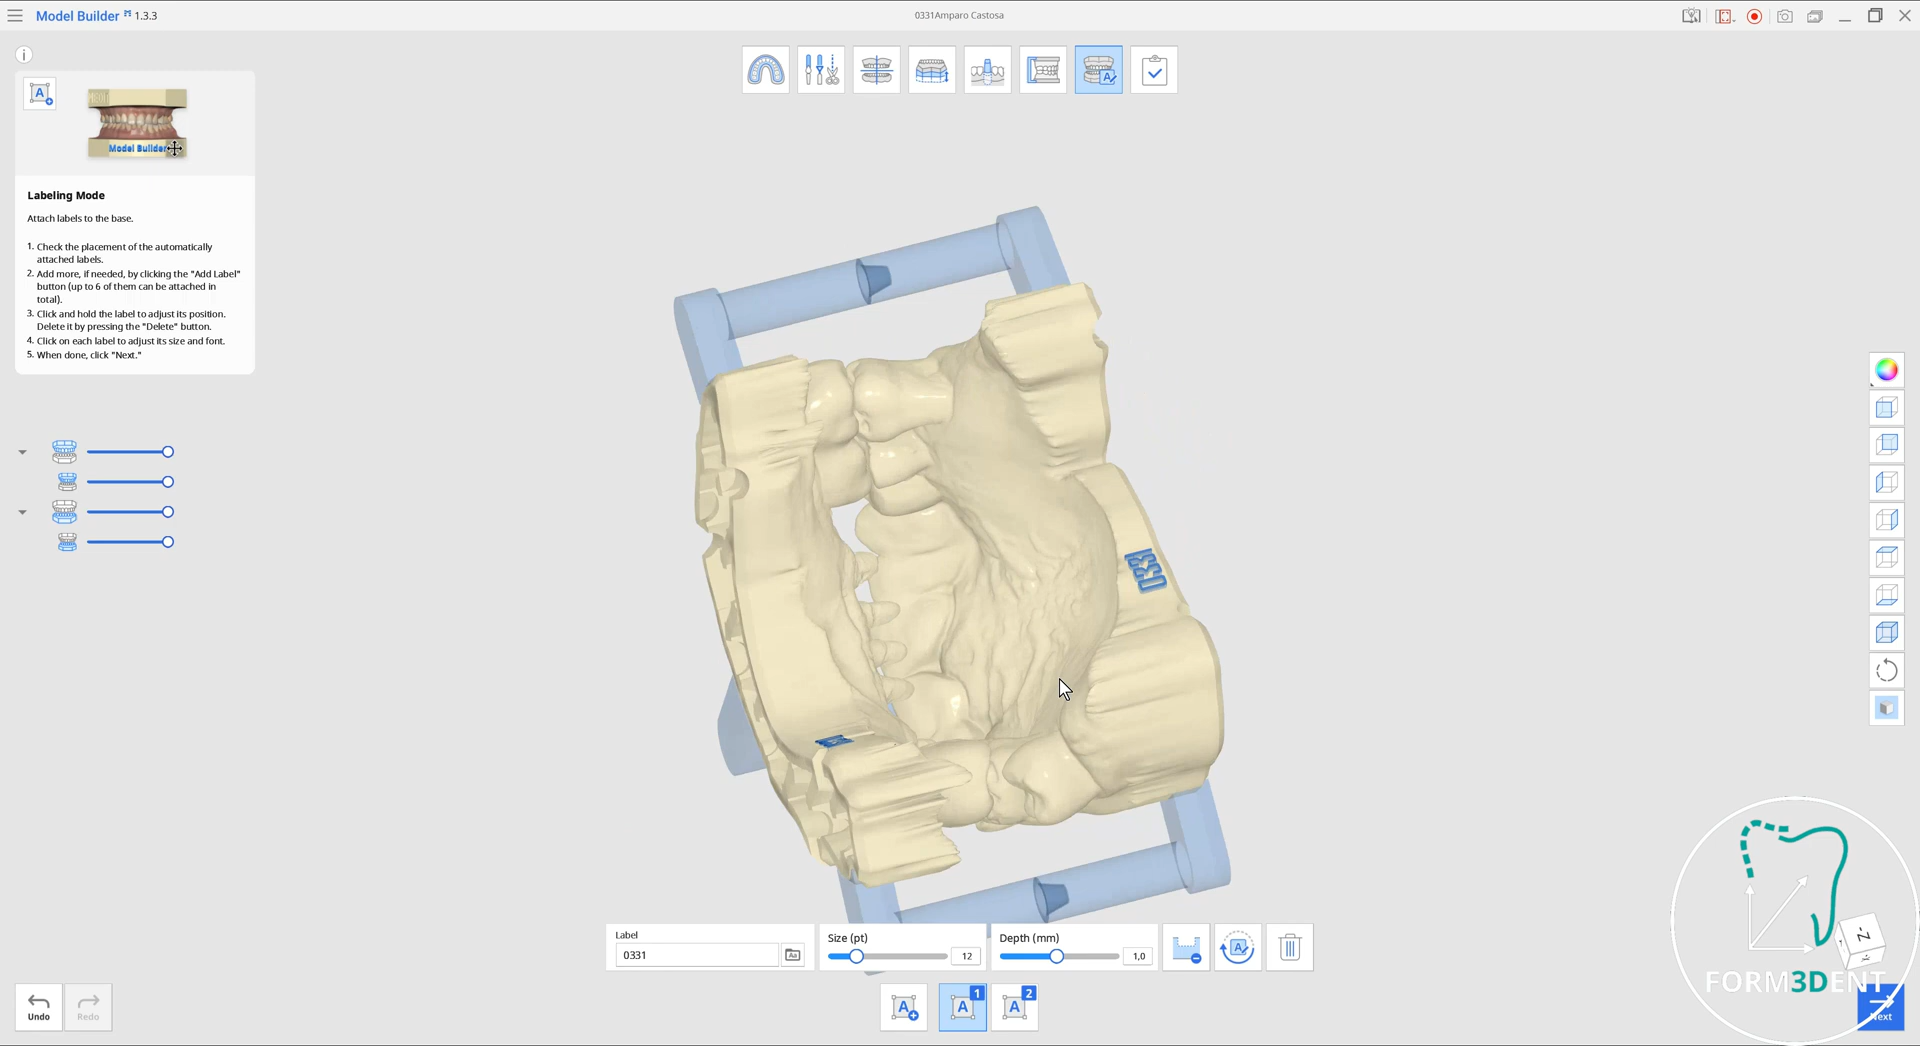 Model Builder 1.3.3
0331Amparo Castosa
A
Model Builder
Labeling Mode
Attach labels to the base.
1. Check the placement of the automatically
attached labels.
2. Add more, if needed, by clicking the "Add Label"
button (up to 6 of them can be attached in
total).
3. Click and hold the label to adjust its position.
Delete it by pressing the "Delete" button.
4. Click on each label to adjust its size and font.
5. When done, click "Next."
0331
Label
0331
Aa
Size (pt)
12
Depth (mm)
1,0
A
A
A 1
A 2
Undo
Redo
FORM3DENT
Next